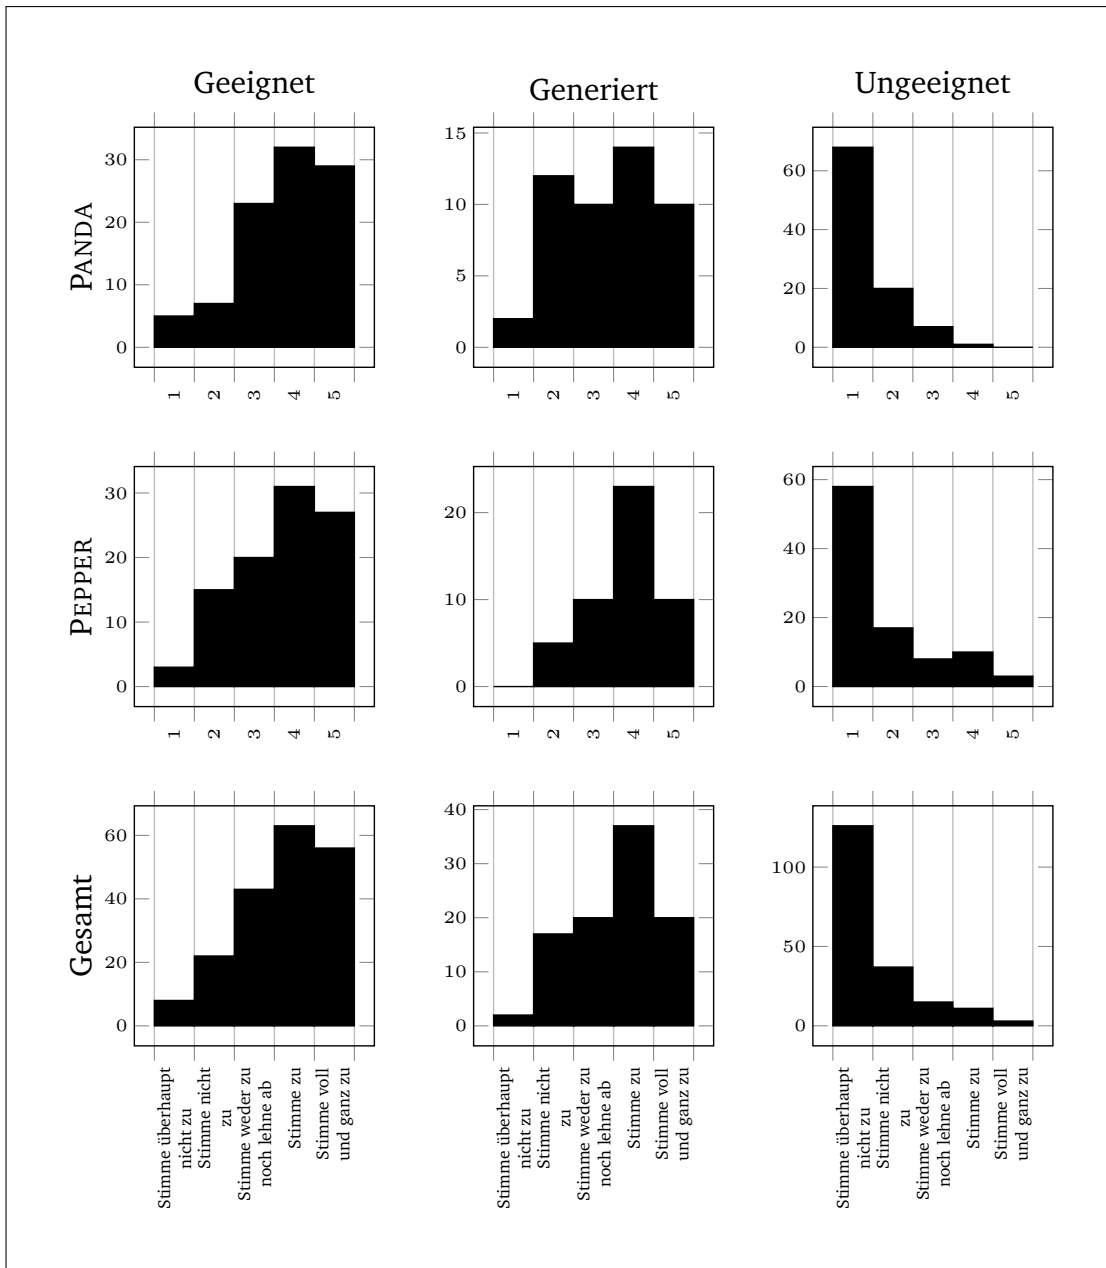 Geeignet
Generiert
Ungeeignet
PANDA
0
10
20
30
1
2
3
4
5
0
5
10
15
1
2
3
4
5
0
20
40
60
1
2
3
4
5
PEPPER
0
10
20
30
1
2
3
4
5
0
10
20
1
2
3
4
5
0
20
40
60
1
2
3
4
5
Gesamt
0
20
40
60
Stimme überhaupt
nicht zu
Stimme nicht
zu
Stimme weder zu
noch lehne ab
Stimme zu
Stimme voll
und ganz zu
0
10
20
30
40
Stimme überhaupt
nicht zu
Stimme nicht
zu
Stimme weder zu
noch lehne ab
Stimme zu
Stimme voll
und ganz zu
0
50
100
Stimme überhaupt
nicht zu
Stimme nicht
zu
Stimme weder zu
noch lehne ab
Stimme zu
Stimme voll
und ganz zu